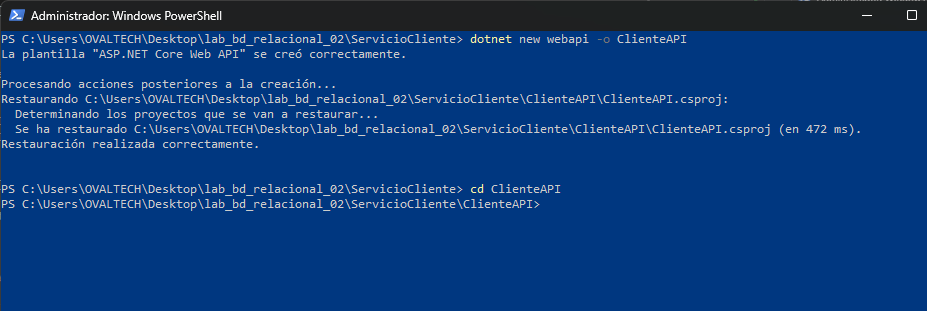 Administrador: Windows PowerShell
PS C:\Users\OVALTECH\Desktop\lab_bd_relacional_02\ServicioCliente> dotnet new webapi -o ClienteAPI
La plantilla "ASP.NET Core Web API" se creó correctamente.
Procesando acciones posteriores a la creación...
Restaurando C:\Users\OVALTECH\Desktop\lab_bd_relacional_02\ServicioCliente\ClienteAPI\ClienteAPI.csproj:
  Determinando los proyectos que se van a restaurar...
  Se ha restaurado C:\Users\OVALTECH\Desktop\lab_bd_relacional_02\ServicioCliente\ClienteAPI\ClienteAPI.csproj (en 472 ms).
Restauración realizada correctamente.
PS C:\Users\OVALTECH\Desktop\lab_bd_relacional_02\ServicioCliente> cd ClienteAPI
PS C:\Users\OVALTECH\Desktop\lab_bd_relacional_02\ServicioCliente\ClienteAPI>